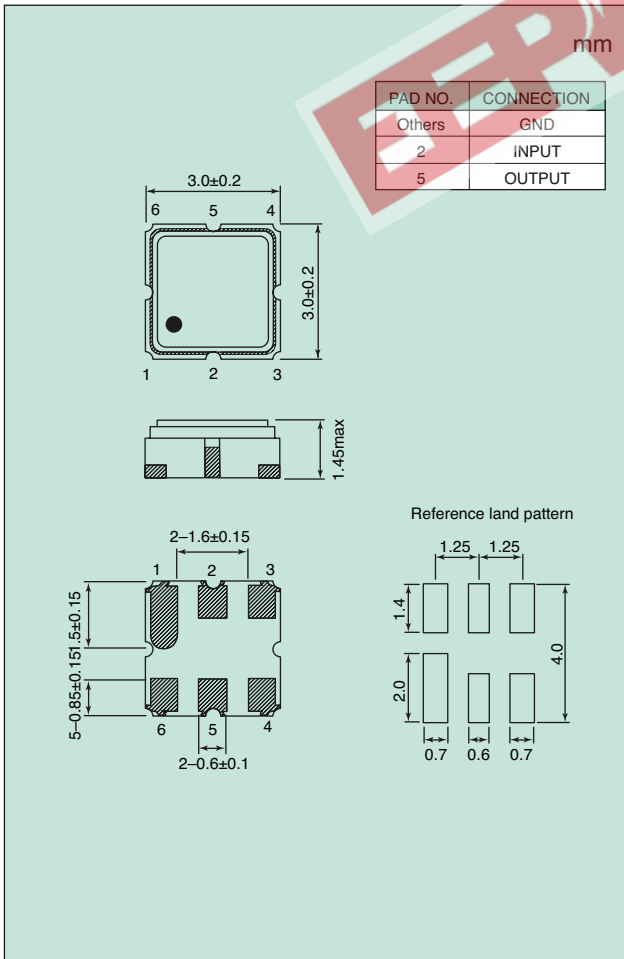 mm
PAD NO. CONNECTION
Others GND
2 INPUT
5 OUTPUT
3.0±0.2
6 5 4
3.0±0.2
1 2 3
1.45max
Reference land pattern
2–1.6±0.15
1.25 1.25
1 2 3
1.5±0.15
1.4
4.0
5–0.85±0.15
2.0
6 5 4
2–0.6±0.1
0.7 0.6 0.7